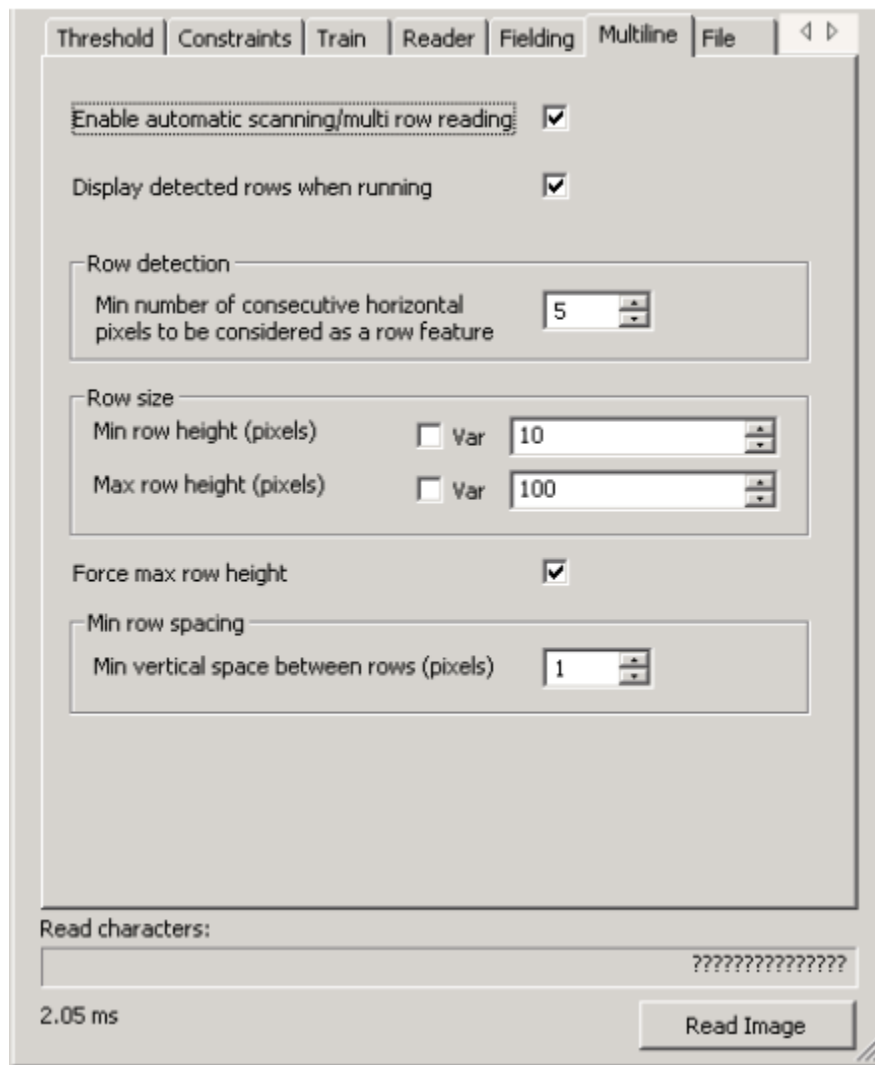 Threshold Constraints Train Reader Fielding Multiline File
Enable automatic scanning/multi row reading
Display detected rows when running
Row detection
Min number of consecutive horizontal
pixels to be considered as a row feature
5
Row size
Min row height (pixels) Var 10
Max row height (pixels) Var 100
Force max row height
Min row spacing
Min vertical space between rows (pixels) 1
Read characters:
???????????????
2.05 ms
Read Image